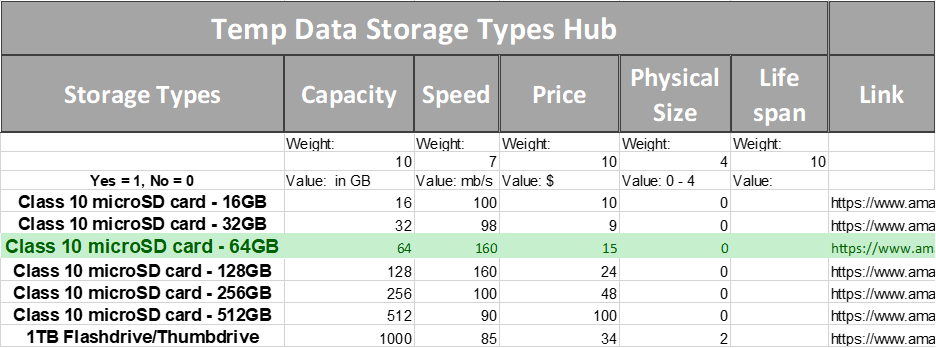 Temp Data Storage Types Hub
Storage Types Capacity Speed Price Physical Size Life span Link
Weight: Weight: Weight: Weight: Weight:
10 7 10 4 10
Yes = 1, No = 0 Value: in GB Value: mb/s Value: $ Value: 0 - 4 Value:
Class 10 microSD card - 16GB 16 100 10 0 https://www.ama
Class 10 microSD card - 32GB 32 98 9 0 https://www.ama
Class 10 microSD card - 64GB 64 160 15 0 https://www.am
Class 10 microSD card - 128GB 128 160 24 0 https://www.ama
Class 10 microSD card - 256GB 256 100 48 0 https://www.ama
Class 10 microSD card - 512GB 512 90 100 0 https://www.ama
1TB Flashdrive/Thumbdrive 1000 85 34 2 https://www.ama